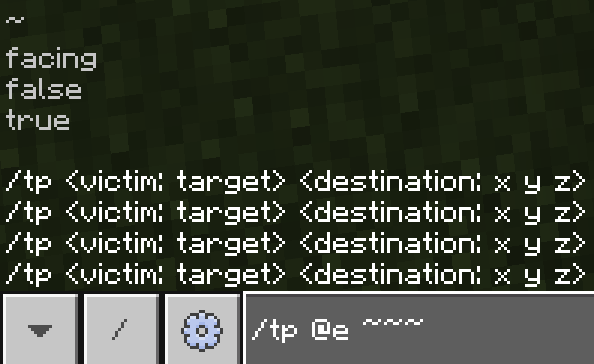 ~
facing
false
true
/tp <victim: target> <destination: x y z>
/tp <victim: target> <destination: x y z>
/tp <victim: target> <destination: x y z>
/tp <victim: target> <destination: x y z>
/
/tp @e ~~~